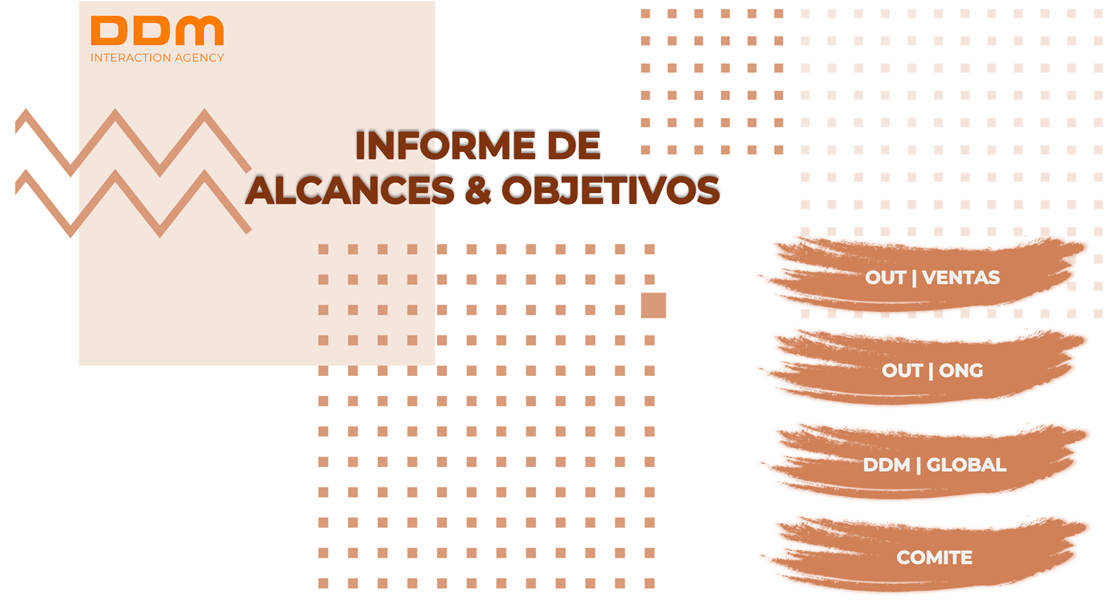 DDM
INTERACTION AGENCY
INFORME DE
ALCANCES & OBJETIVOS
OUT | VENTAS
OUT | ONG
DDM | GLOBAL
COMITE